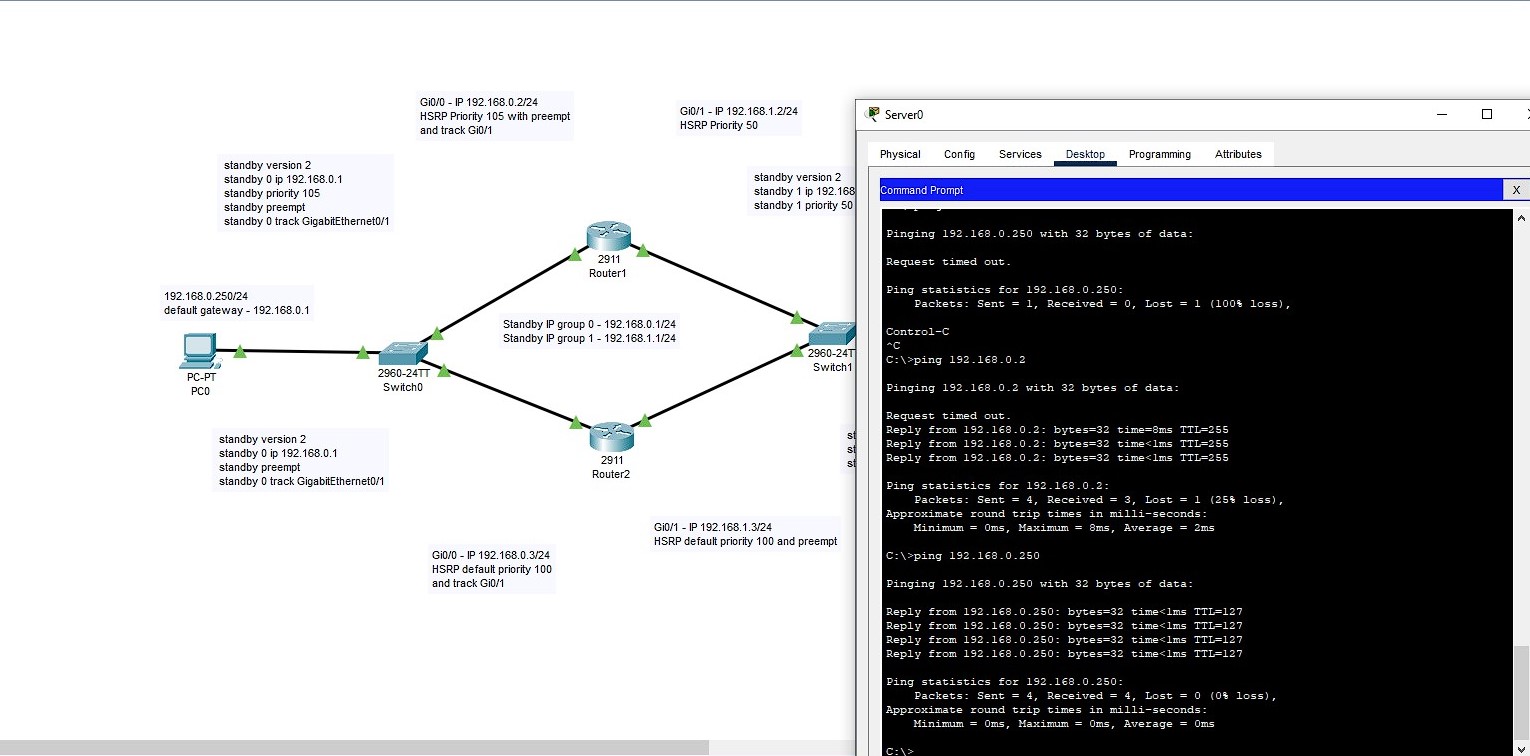 Gi0/0 - IP 192.168.0.2/24
HSRP Priority 105 with preempt
and track Gi0/1
Gi0/1 - IP 192.168.1.2/24
HSRP Priority 50
standby version 2
standby 0 ip 192.168.0.1
standby priority 105
standby preempt
standby 0 track GigabitEthernet0/1
standby version 2
standby 1 ip 192.168
standby 1 priority 50
2911
Router1
192.168.0.250/24
default gateway - 192.168.0.1
PC-PT
PC0
Standby IP group 0 - 192.168.0.1/24
Standby IP group 1 - 192.168.1.1/24
2960-24TT
Switch0
2960-24T
Switch1
standby version 2
standby 0 ip 192.168.0.1
standby preempt
standby 0 track GigabitEthernet0/1
2911
Router2
st
st
st
Gi0/1 - IP 192.168.1.3/24
HSRP default priority 100 and preempt
Gi0/0 - IP 192.168.0.3/24
HSRP default priority 100
and track Gi0/1
Server0
Physical Config Services Desktop Programming Attributes
Command Prompt X
Pinging 192.168.0.250 with 32 bytes of data:
Request timed out.
Ping statistics for 192.168.0.250:
Packets: Sent = 1, Received = 0, Lost = 1 (100% loss),
Control-C
^C
C:\>ping 192.168.0.2
Pinging 192.168.0.2 with 32 bytes of data:
Request timed out.
Reply from 192.168.0.2: bytes=32 time=8ms TTL=255
Reply from 192.168.0.2: bytes=32 time<1ms TTL=255
Reply from 192.168.0.2: bytes=32 time<1ms TTL=255
Ping statistics for 192.168.0.2:
Packets: Sent = 4, Received = 3, Lost = 1 (25% loss),
Approximate round trip times in milli-seconds:
Minimum = 0ms, Maximum = 8ms, Average = 2ms
C:\>ping 192.168.0.250
Pinging 192.168.0.250 with 32 bytes of data:
Reply from 192.168.0.250: bytes=32 time<1ms TTL=127
Reply from 192.168.0.250: bytes=32 time<1ms TTL=127
Reply from 192.168.0.250: bytes=32 time<1ms TTL=127
Reply from 192.168.0.250: bytes=32 time<1ms TTL=127
Ping statistics for 192.168.0.250:
Packets: Sent = 4, Received = 4, Lost = 0 (0% loss),
Approximate round trip times in milli-seconds:
Minimum = 0ms, Maximum = 0ms, Average = 0ms
C:\>